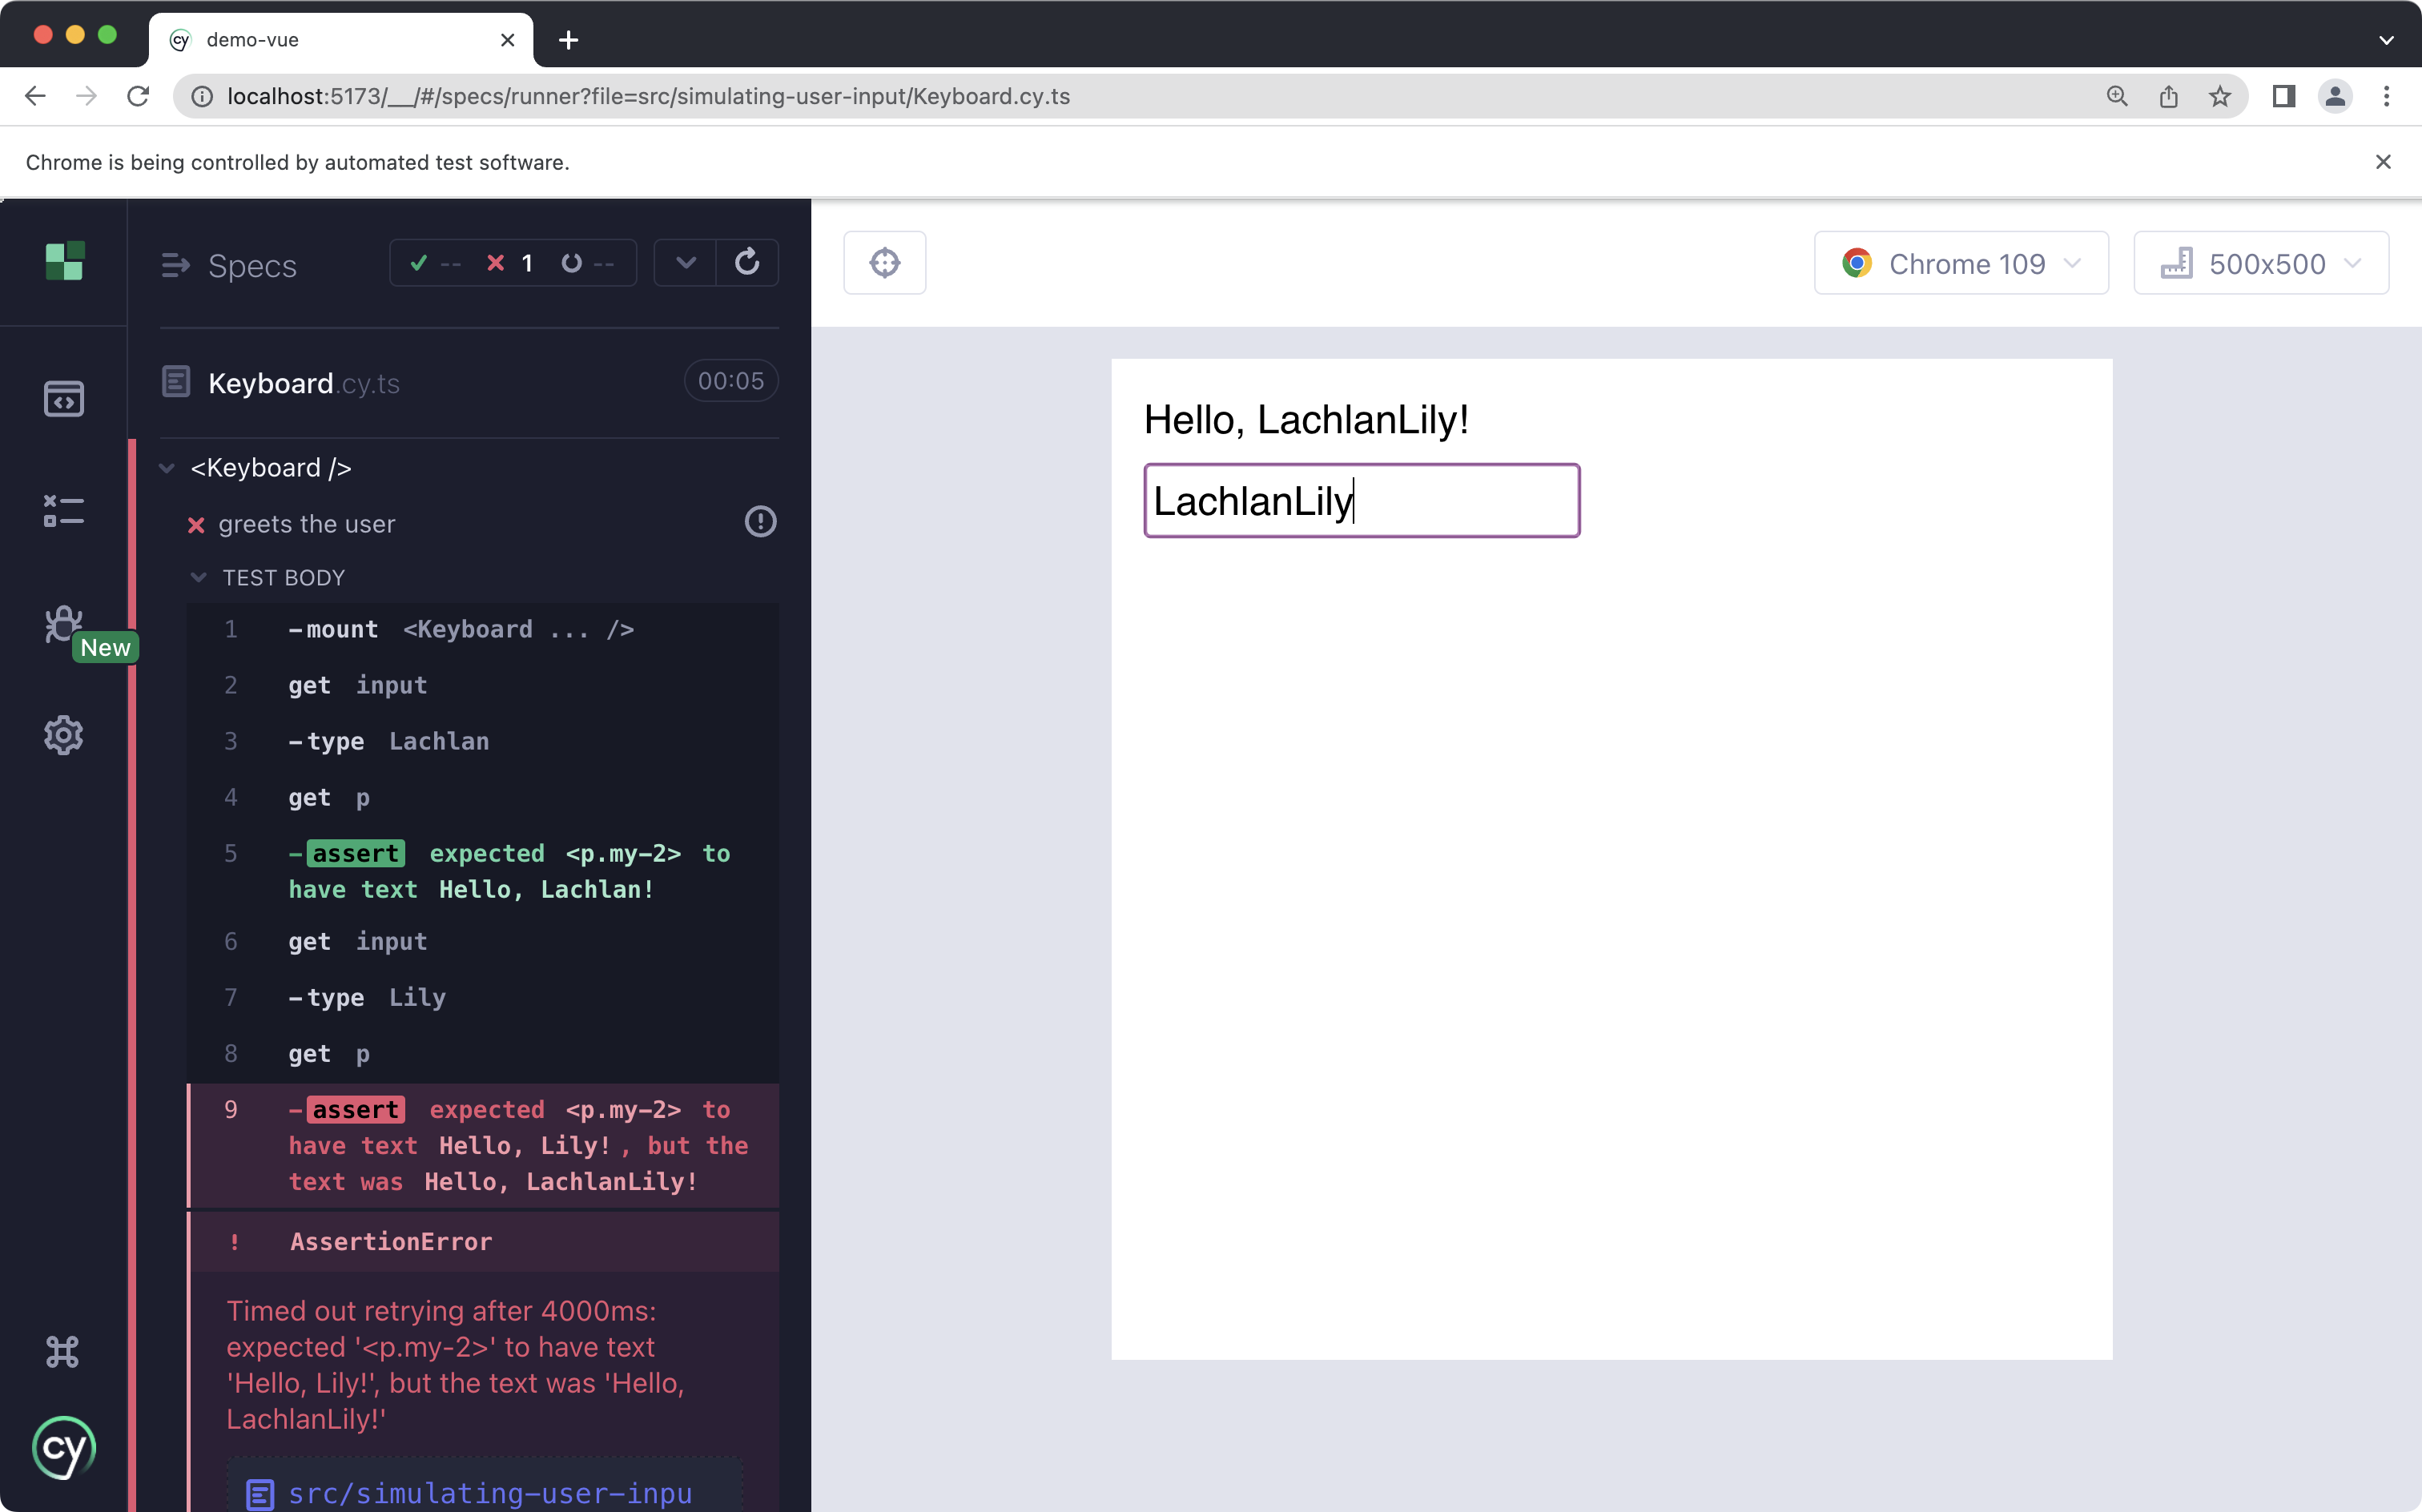 demo-vue
localhost:5173/__/#/specs/runner?file=src/simulating-user-input/Keyboard.cy.ts
Chrome is being controlled by automated test software.
Specs
-- 1 --
Keyboard.cy.ts
00:05
<Keyboard />
greets the user
TEST BODY
1 -mount <Keyboard ... />
2 get input
3 -type Lachlan
4 get p
5 -assert expected <p.my-2> to
have text Hello, Lachlan!
6 get input
7 -type Lily
8 get p
9 -assert expected <p.my-2> to
have text Hello, Lily!, but the
text was Hello, LachlanLily!
! AssertionError
Timed out retrying after 4000ms:
expected '<p.my-2>' to have text
'Hello, Lily!', but the text was 'Hello,
LachlanLily!'
src/simulating-user-inpu
New
cy
Chrome 109
500x500
Hello, LachlanLily!
LachlanLily